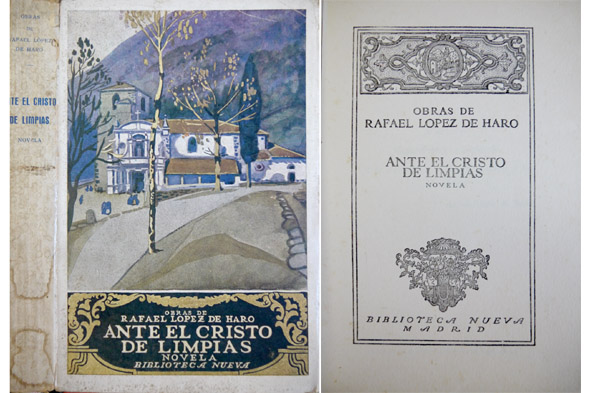 OBRAS
DE
RAFAEL LOPEZ
DE HARO
ANTE EL CRISTO
DE LIMPIAS
NOVELA
OBRAS DE
RAFAEL LOPEZ DE HARO
ANTE EL CRISTO
DE LIMPIAS
NOVELA
BIBLIOTECA NUEVA
OBRAS DE
RAFAEL LOPEZ DE HARO
ANTE EL CRISTO
DE LIMPIAS
NOVELA
BIBLIOTECA NUEVA
MADRID